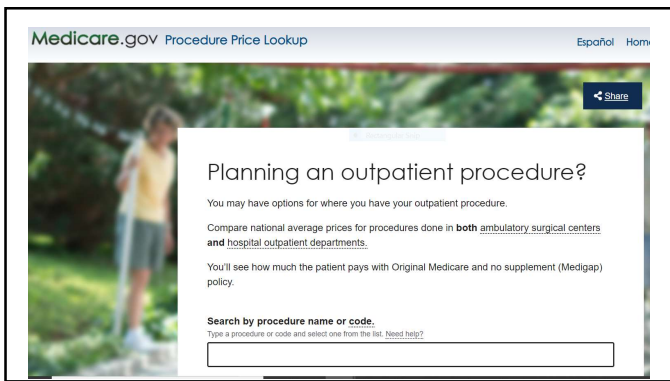 Medicare.gov Procedure Price Lookup
Español Home
Share
Planning an outpatient procedure?
You may have options for where you have your outpatient procedure.
Compare national average prices for procedures done in both ambulatory surgical centers
and hospital outpatient departments.
You'll see how much the patient pays with Original Medicare and no supplement (Medigap)
policy.
Search by procedure name or code.
Type a procedure or code and select one from the list. Need help?